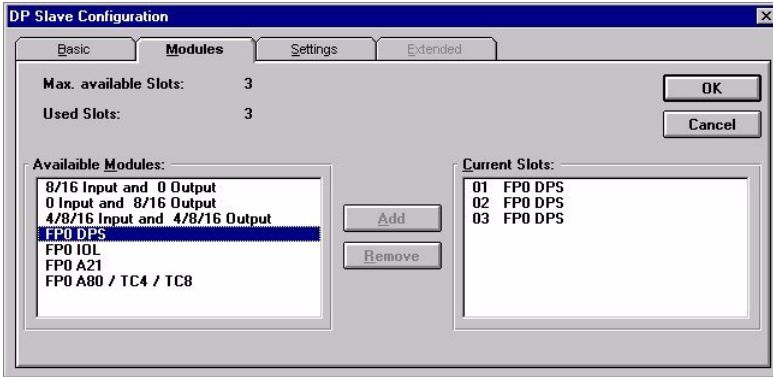 DP Slave Configuration
Basic Modules Settings Extended
Max. available Slots: 3
Used Slots: 3
OK
Cancel
Availaible Modules:
8/16 Input and 0 Output
0 Input and 8/16 Output
4/8/16 Input and 4/8/16 Output
FP0 DPS
FP0 IOL
FP0 A21
FP0 A80 / TC4 / TC8
Add
Remove
Current Slots:
01 FP0 DPS
02 FP0 DPS
03 FP0 DPS